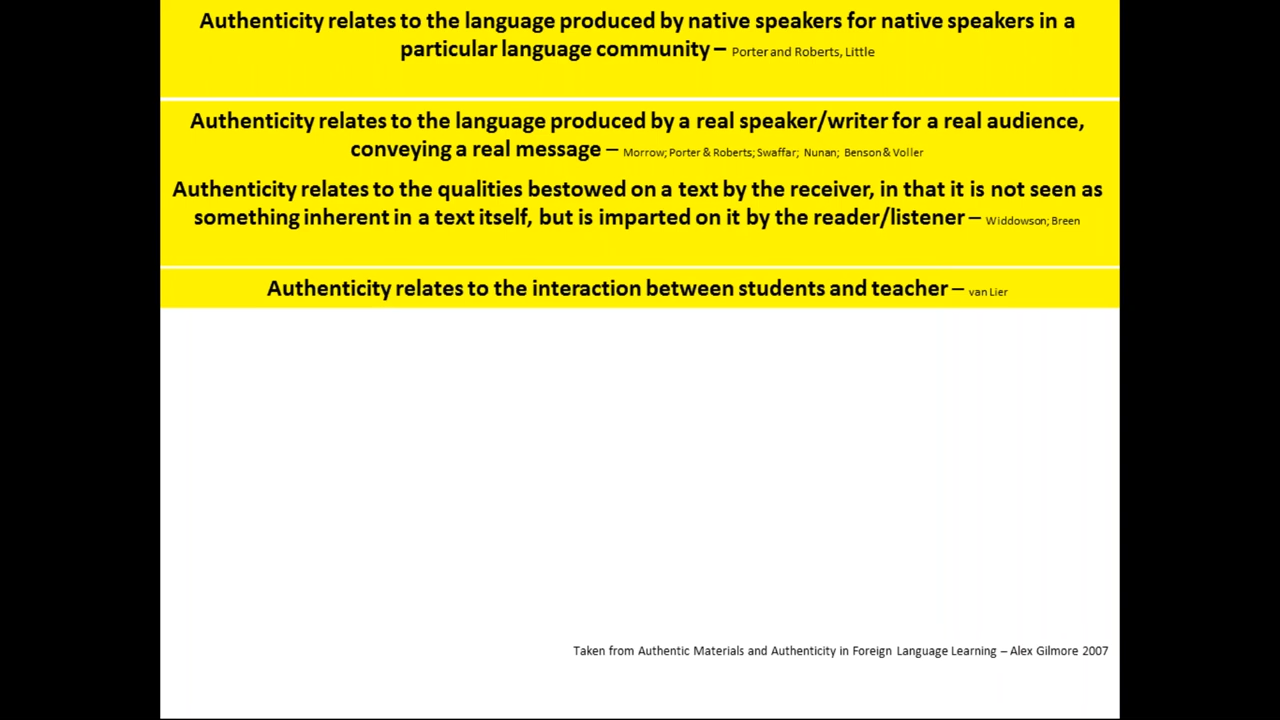 Authenticity relates to the language produced by native speakers for native speakers in a
particular language community – Porter and Roberts, Little
Authenticity relates to the language produced by a real speaker/writer for a real audience,
conveying a real message – Morrow; Porter & Roberts; Swaffar; Nunan; Benson & Voller
Authenticity relates to the qualities bestowed on a text by the receiver, in that it is not seen as
something inherent in a text itself, but is imparted on it by the reader/listener – Widdowson; Breen
Authenticity relates to the interaction between students and teacher – van Lier
Taken from Authentic Materials and Authenticity in Foreign Language Learning – Alex Gilmore 2007